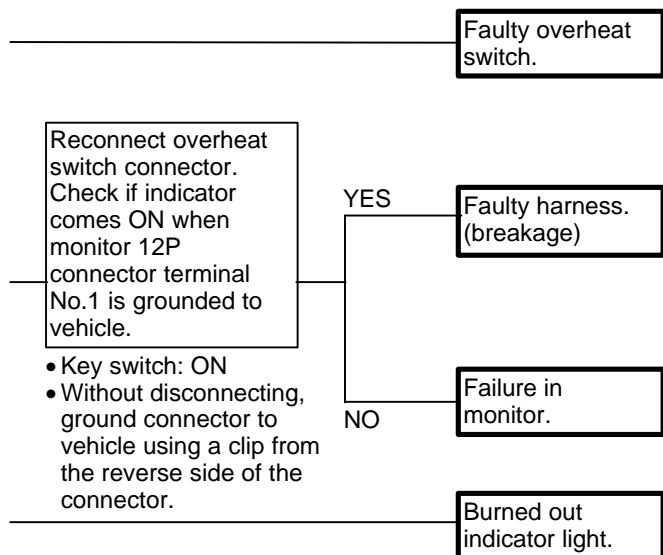 Faulty overheat
switch.
Reconnect overheat
switch connector.
Check if indicator
comes ON when
monitor 12P
connector terminal
No.1 is grounded to
vehicle.
• Key switch: ON
• Without disconnecting,
ground connector to
vehicle using a clip from
the reverse side of the
connector.
YES
Faulty harness.
(breakage)
NO
Failure in
monitor.
Burned out
indicator light.